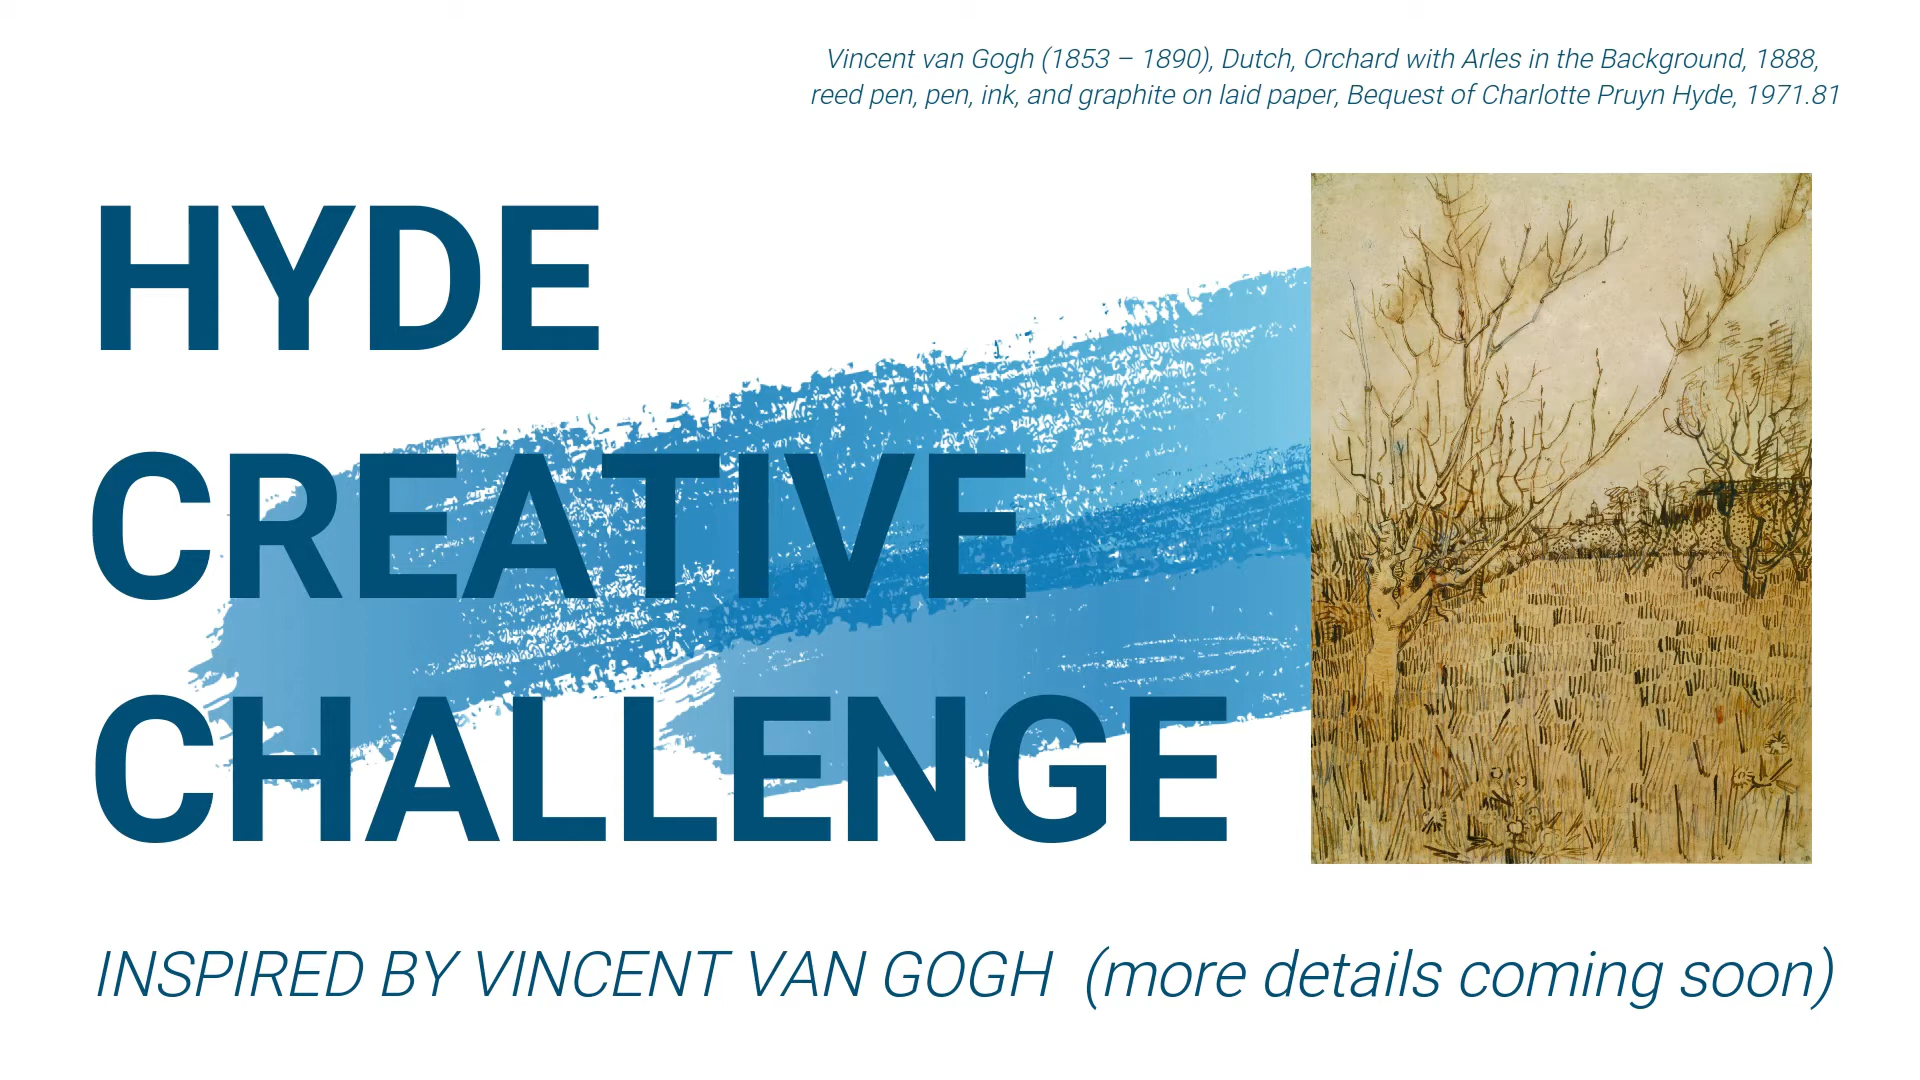 Vincent van Gogh (1853 – 1890), Dutch, Orchard with Arles in the Background, 1888,
reed pen, pen, ink, and graphite on laid paper, Bequest of Charlotte Pruyn Hyde, 1971.81
HYDE
CREATIVE
CHALLENGE
INSPIRED BY VINCENT VAN GOGH (more details coming soon)